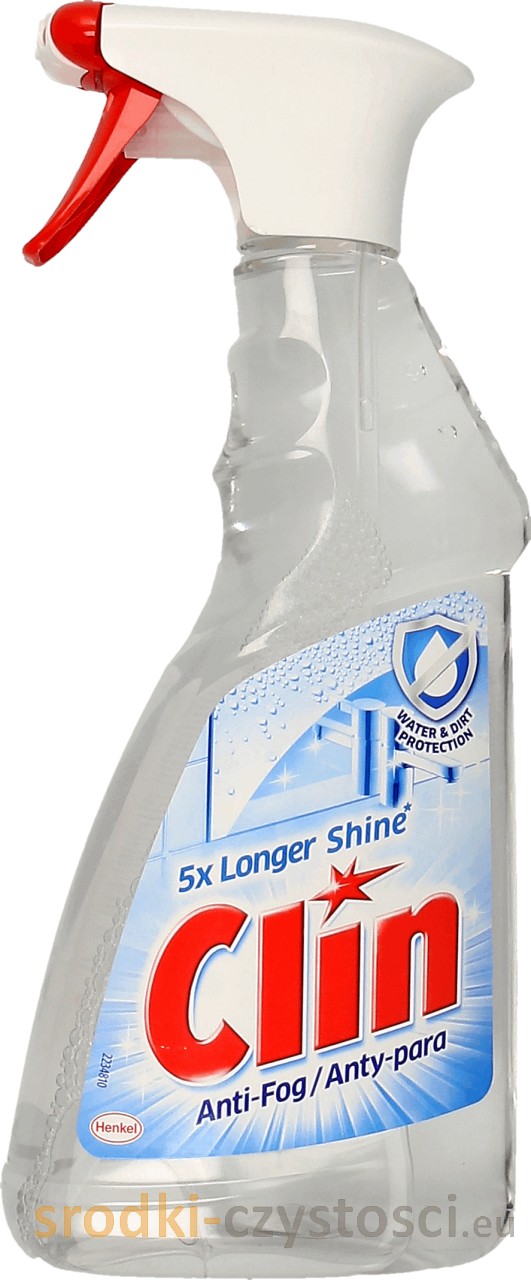 WATER & DIRT
PROTECTION
5x Longer Shine*
Clin
Anti-Fog/Anty-para
2234810
Henkel
srodki-czystosci.eu